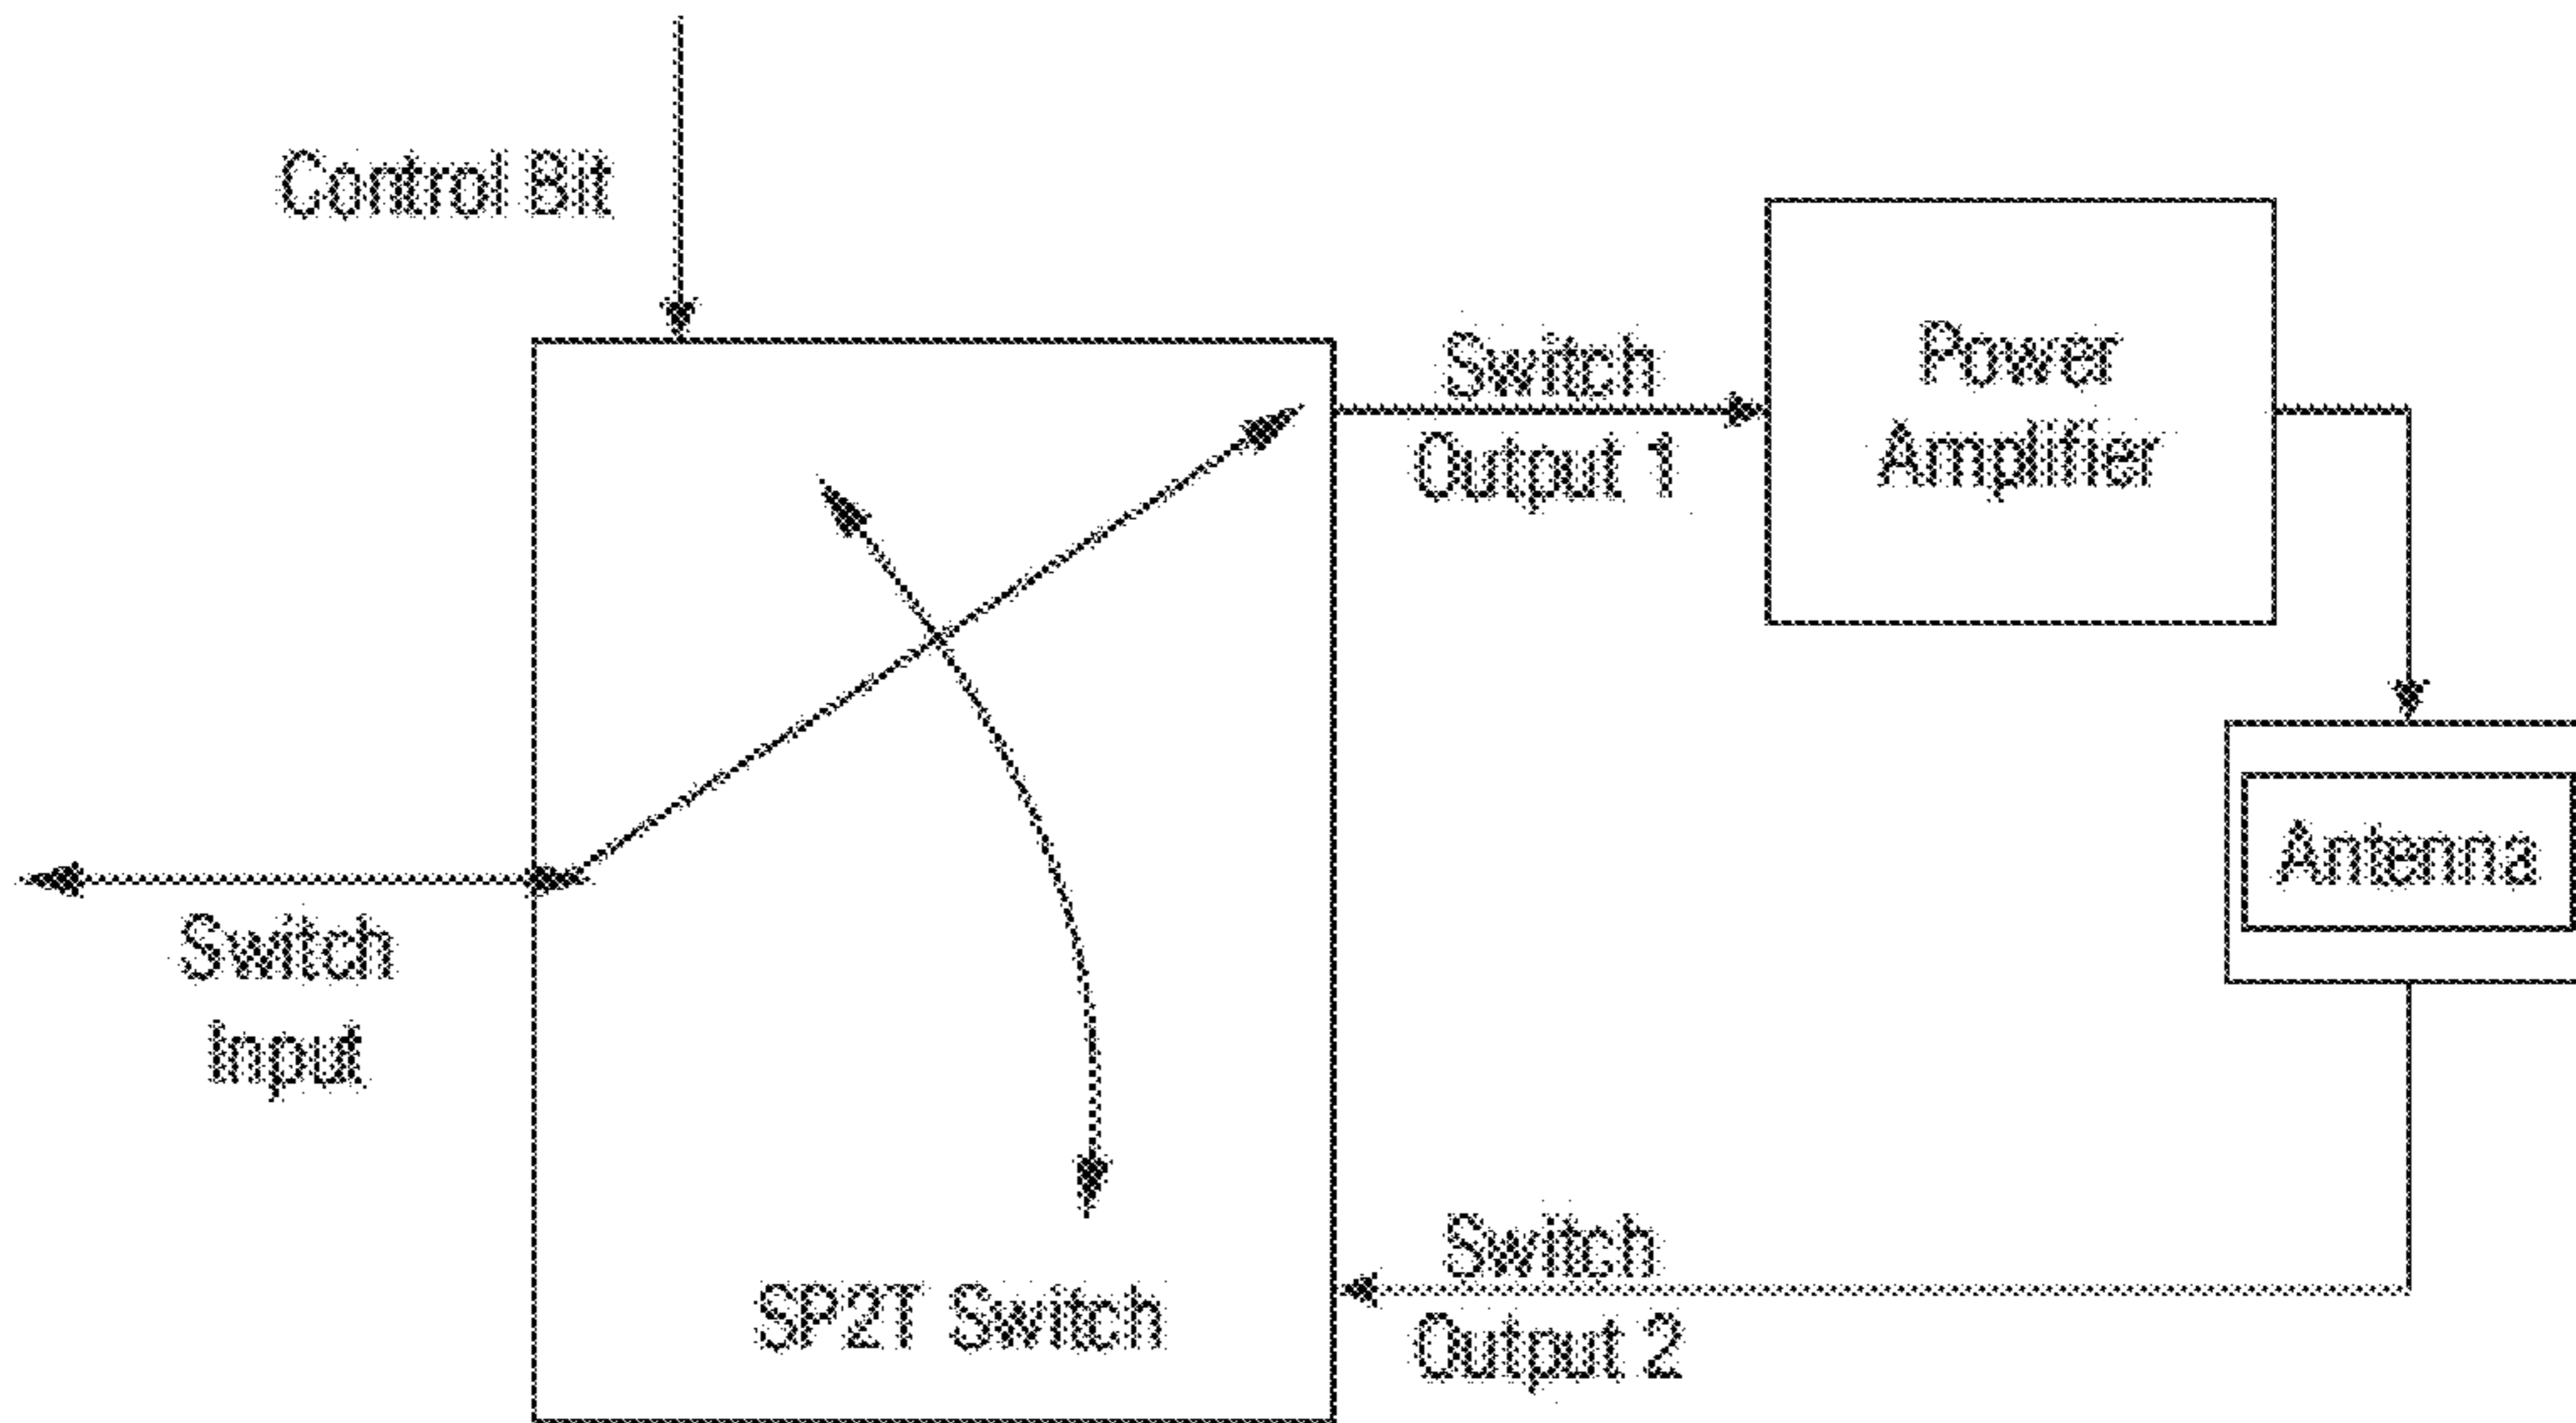 Control Bit
Switch
Output 1
Power
Amplifier
Antenna
Switch
Input
SP2T Switch
Switch
Output 2